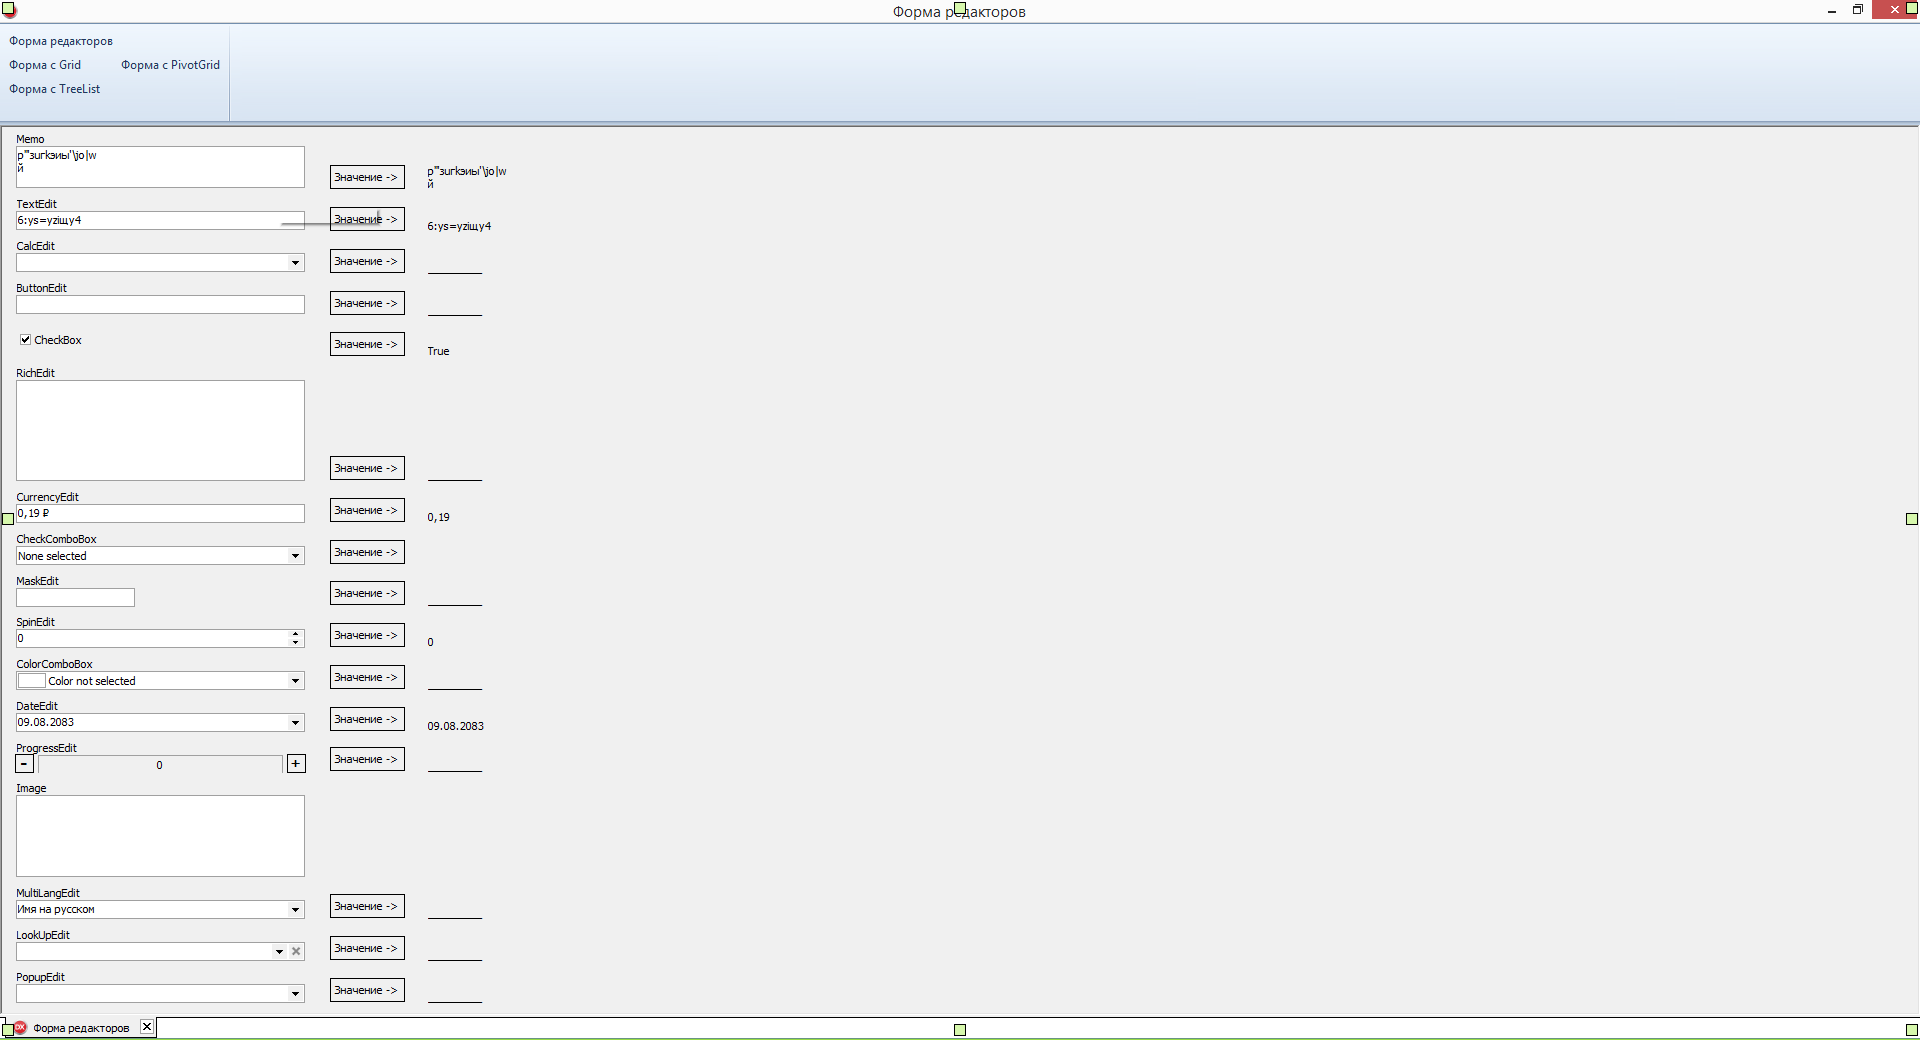 Форма редакторов
Форма редакторов
Форма с Grid
Форма с PivotGrid
Форма с TreeList
Memo
р"'зиrkэиы'\jo|w
й
Значение ->
р"'зиrkэиы'\jo|w
й
TextEdit
6:ys=yziщy4
Значение ->
6:ys=yziщy4
CalcEdit
Значение ->
ButtonEdit
Значение ->
CheckBox
Значение ->
True
RichEdit
Значение ->
CurrencyEdit
0,19 ₽
Значение ->
0,19
CheckComboBox
None selected
Значение ->
MaskEdit
Значение ->
SpinEdit
0
Значение ->
0
ColorComboBox
Color not selected
Значение ->
DateEdit
09.08.2083
Значение ->
09.08.2083
ProgressEdit
- 0 +
Значение ->
Image
MultiLangEdit
Имя на русском
Значение ->
LookUpEdit
Значение ->
PopupEdit
Значение ->
Форма редакторов